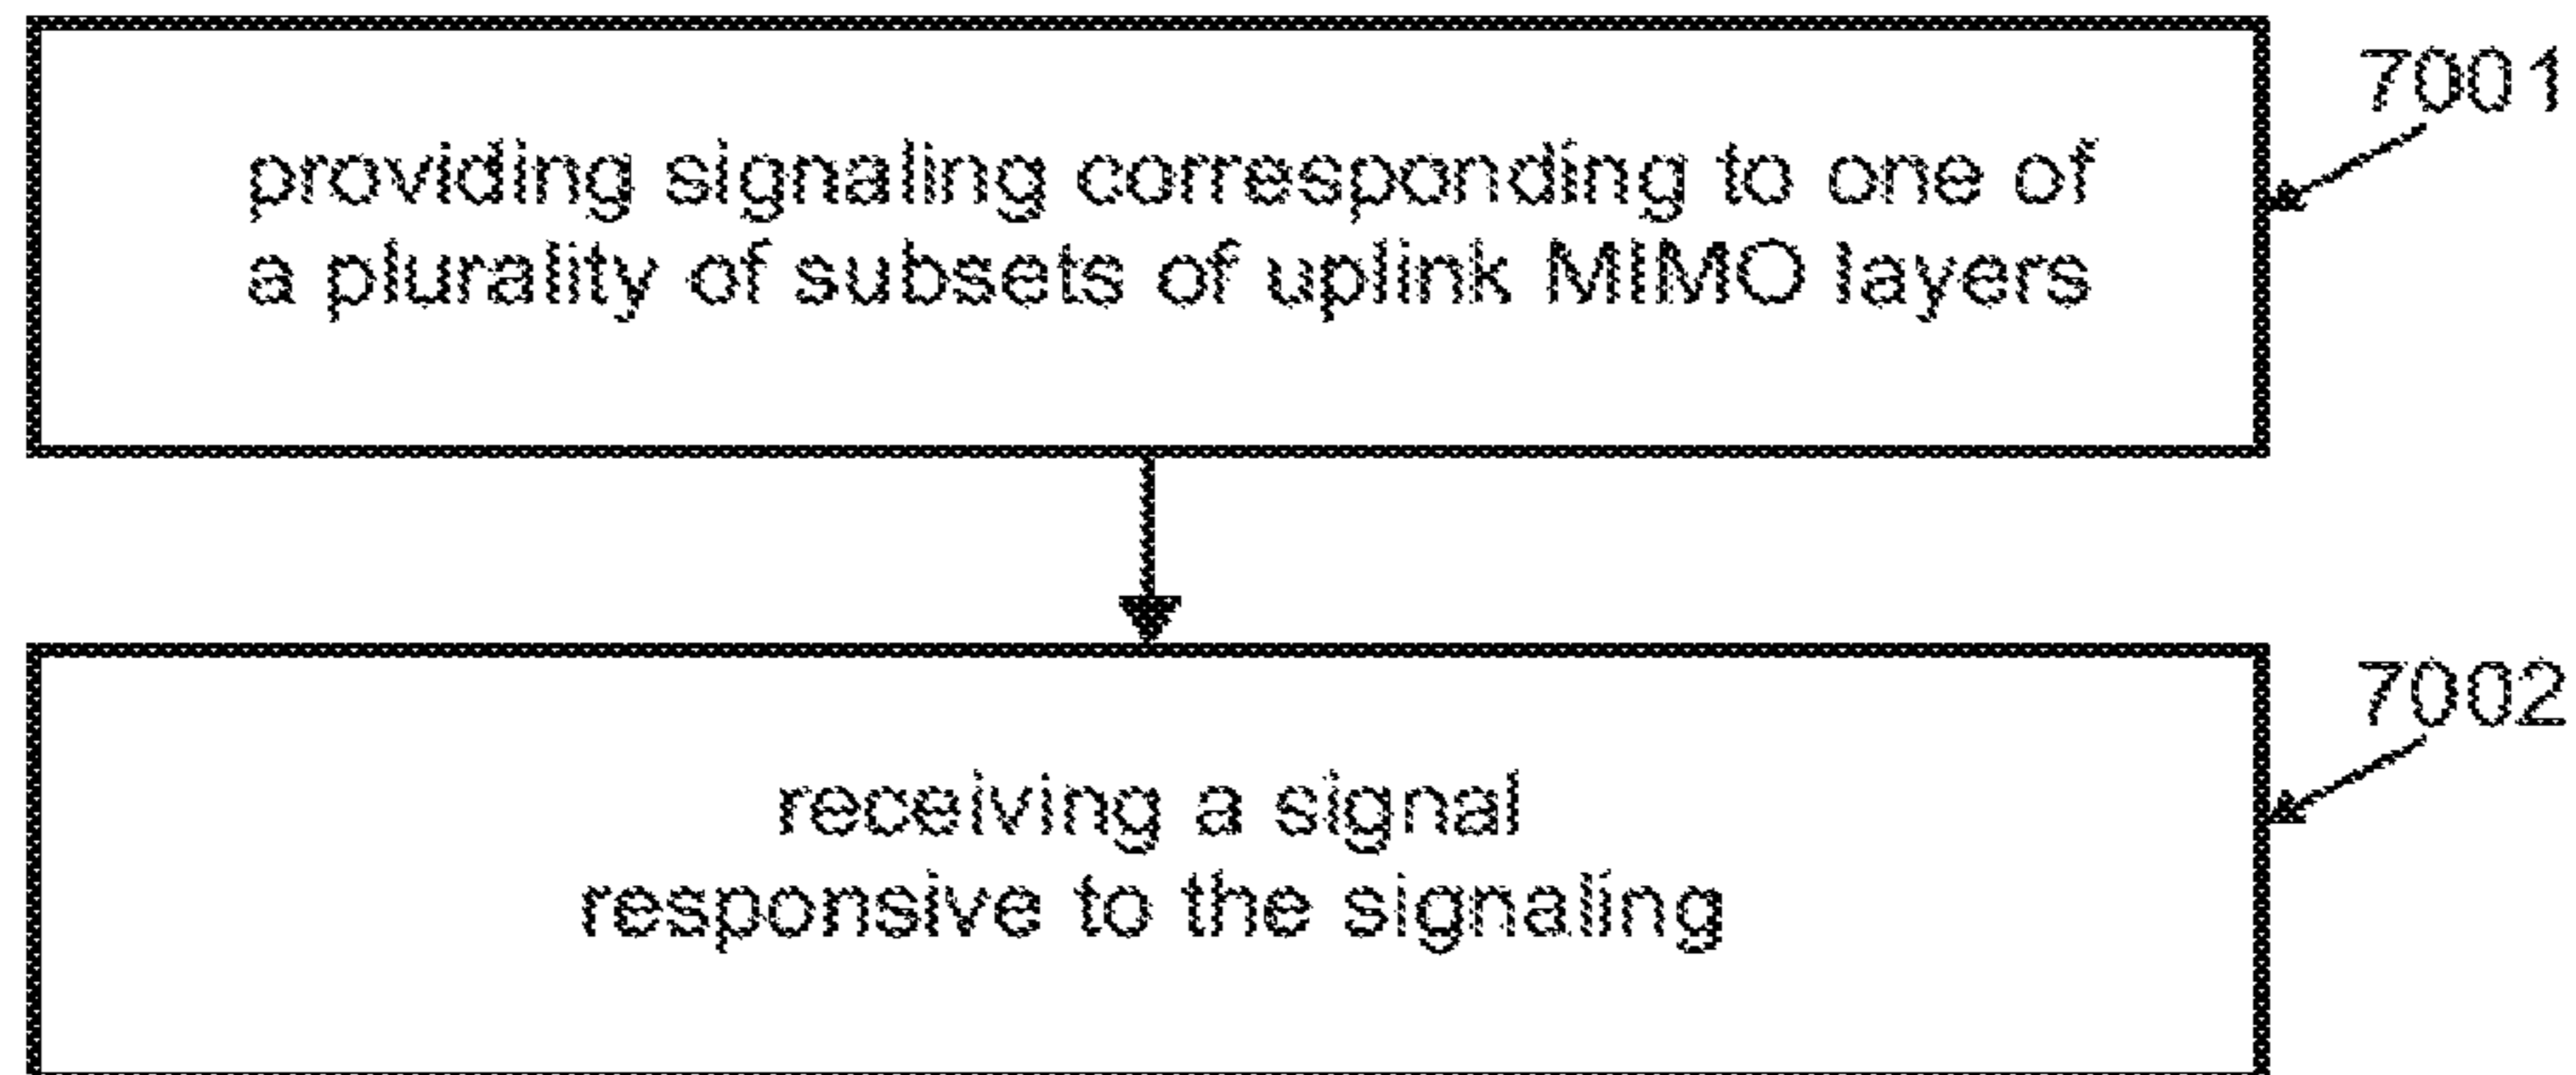 7001
providing signaling corresponding to one of
a plurality of subsets of uplink MIMO layers
7002
receiving a signal
responsive to the signaling